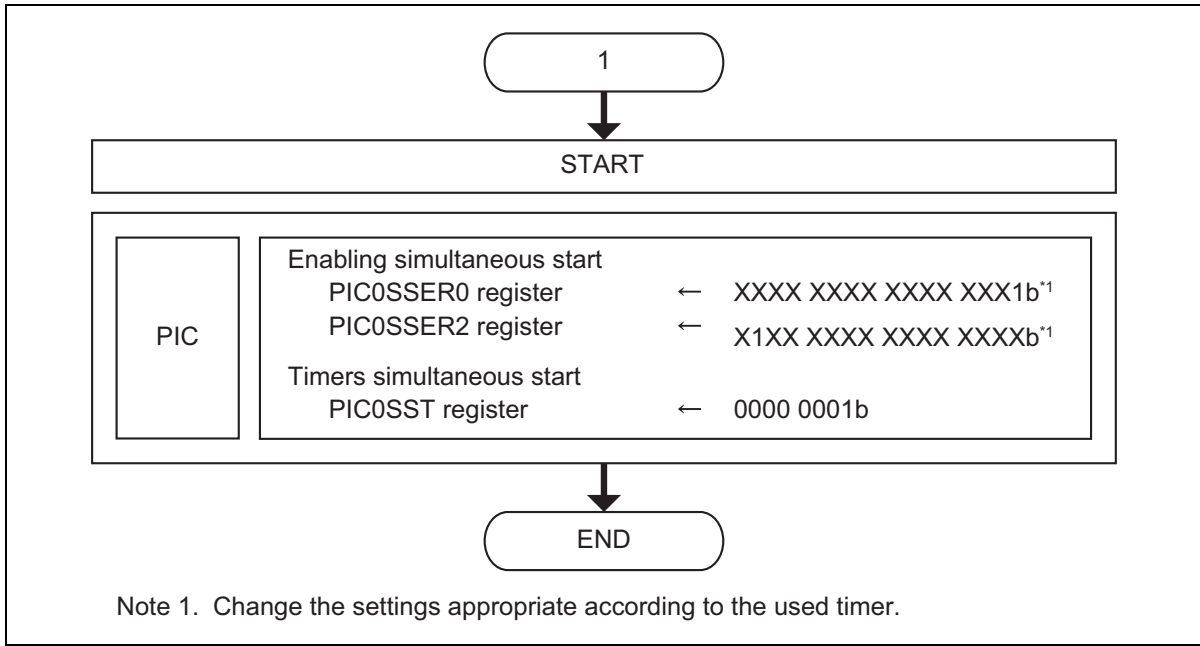 1
START
PIC
Enabling simultaneous start
PIC0SSER0 register ← XXXX XXXX XXXX XXX1b*1
PIC0SSER2 register ← X1XX XXXX XXXX XXXXb*1
Timers simultaneous start
PIC0SST register ← 0000 0001b
END
Note 1. Change the settings appropriate according to the used timer.